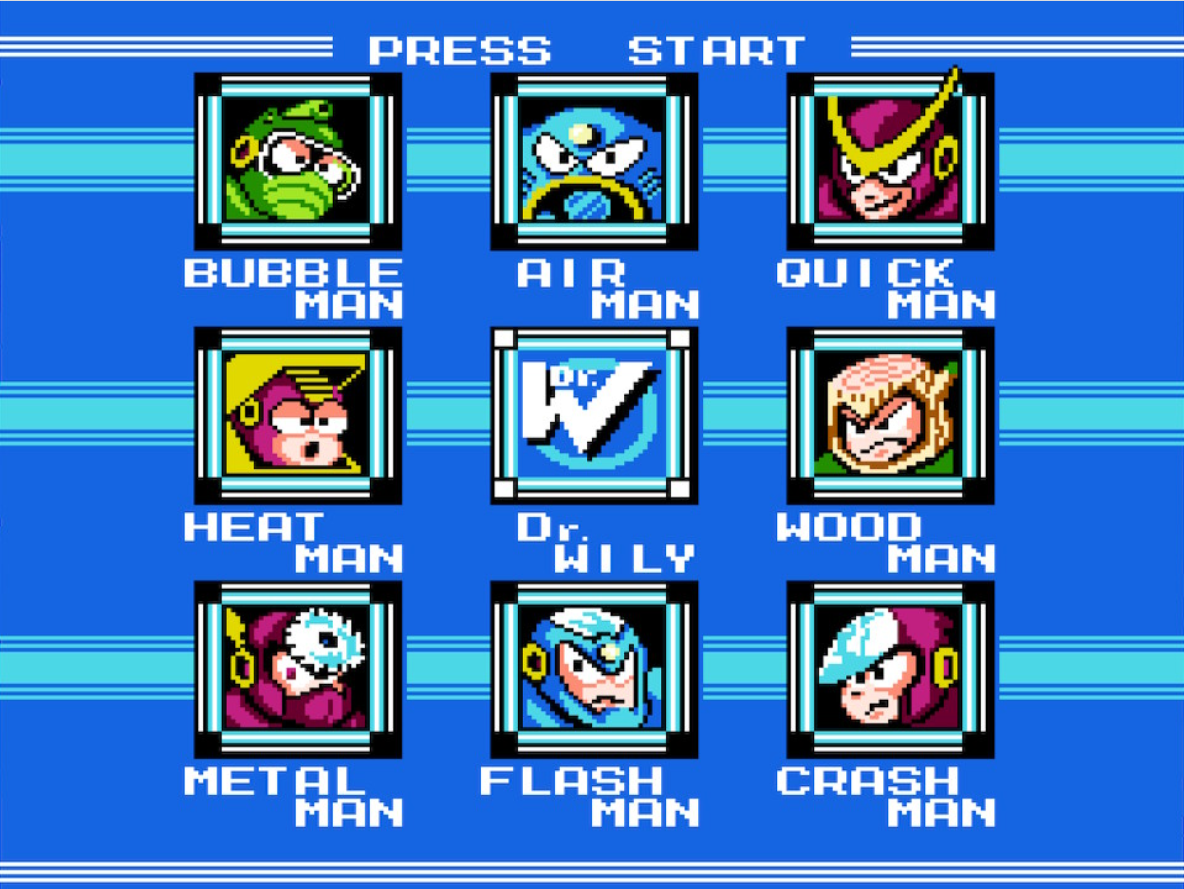 PRESS START
BUBBLE
MAN
AIR
MAN
QUICK
MAN
Dr.
W
HEAT
MAN
Dr.
WILY
WOOD
MAN
METAL
MAN
FLASH
MAN
CRASH
MAN